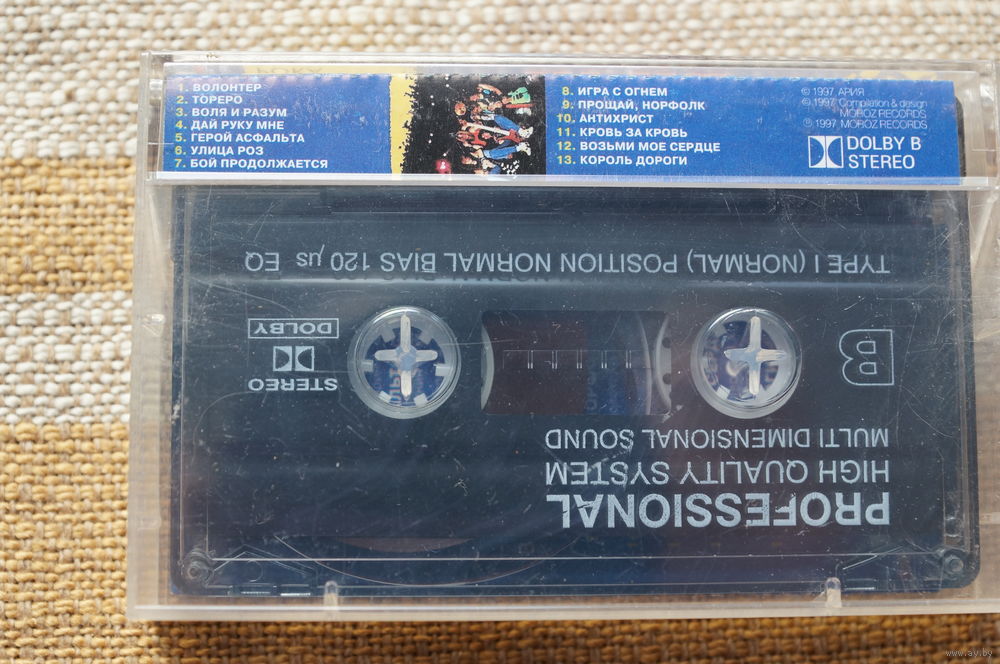 1. ВОЛОНТЕР
2. ТОРЕРО
3. ВОЛЯ И РАЗУМ
4. ДАЙ РУКУ МНЕ
5. ГЕРОЙ АСФАЛЬТА
6. УЛИЦА РОЗ
7. БОЙ ПРОДОЛЖАЕТСЯ
8. ИГРА С ОГНЕМ
9. ПРОЩАЙ, НОРФОЛК
10. АНТИХРИСТ
11. КРОВЬ ЗА КРОВЬ
12. ВОЗЬМИ МОЕ СЕРДЦЕ
13. КОРОЛЬ ДОРОГИ
© 1997 АРИЯ
© 1997 Compilation & design
MOROZ RECORDS
℗ 1997 MOROZ RECORDS
DOLBY B
STEREO
PROFESSIONAL
HIGH QUALITY SYSTEM
MULTI DIMENSIONAL SOUND
B
STEREO
DOLBY
TYPE I (NORMAL) POSITION NORMAL BIAS 120 µs EQ
www.ay.by